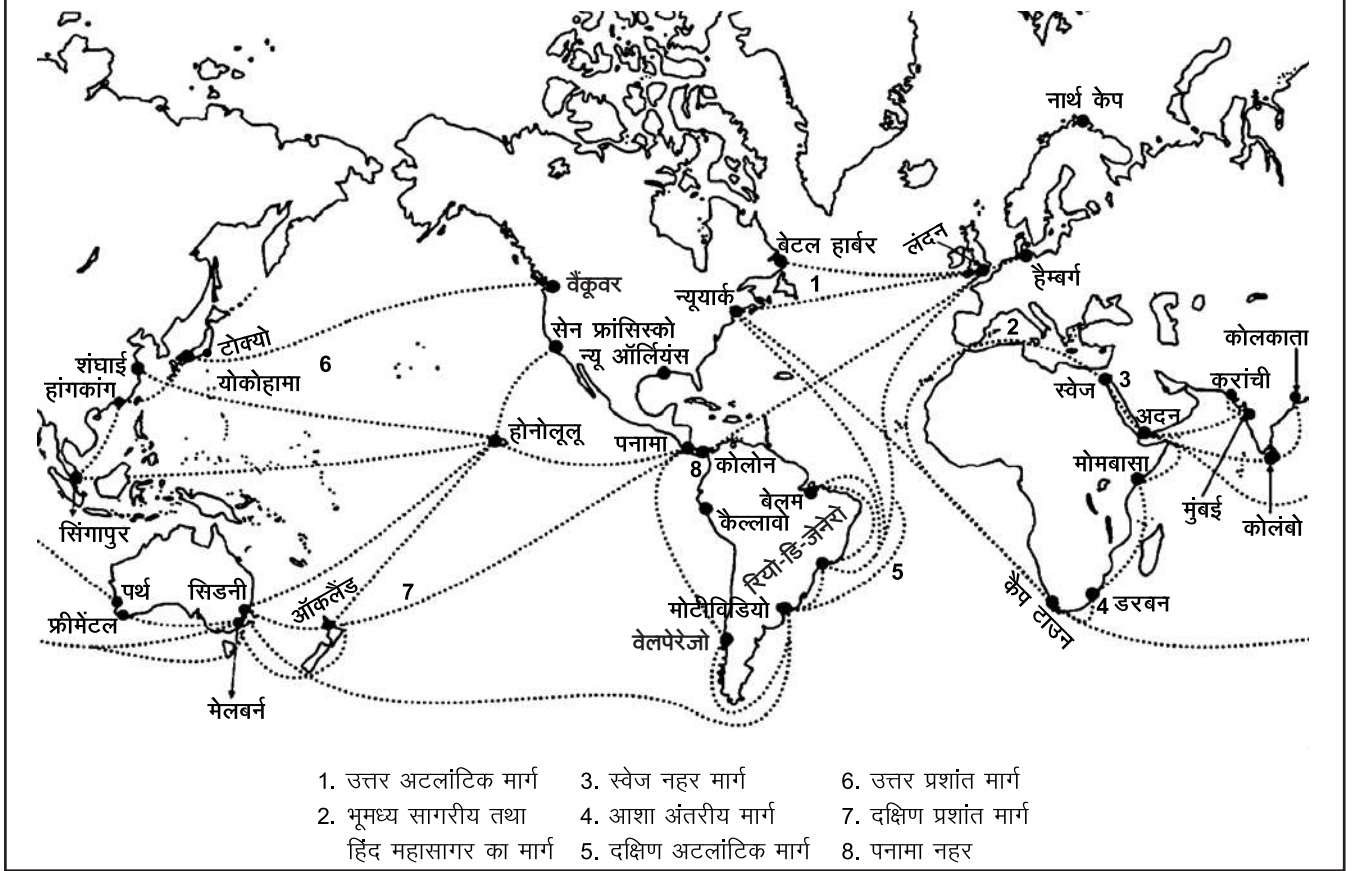 नार्थ केप
बेटल हार्बर
लंदन
हैम्बर्ग
1
वैंकूवर
न्यूयार्क
सेन फ्रांसिस्को
न्यू ऑर्लियंस
2
कोलकाता
शंघाई
टोक्यो
6
हांगकांग
योकोहामा
स्वेज
3
करांची
अदन
होनोलूलू
पनामा
8
कोलोन
मोमबासा
बेलम
कैल्लावो
मुंबई
कोलंबो
सिंगापुर
रियो-डि-जेनेरो
5
पर्थ
सिडनी
ऑकलैंड
7
मोटीविडियो
कैप टाउन
4
डरबन
फ्रीमेंटल
वेलपेरेजो
मेलबर्न
1. उत्तर अटलांटिक मार्ग
2. भूमध्य सागरीय तथा
हिंद महासागर का मार्ग
3. स्वेज नहर मार्ग
4. आशा अंतरीय मार्ग
5. दक्षिण अटलांटिक मार्ग
6. उत्तर प्रशांत मार्ग
7. दक्षिण प्रशांत मार्ग
8. पनामा नहर